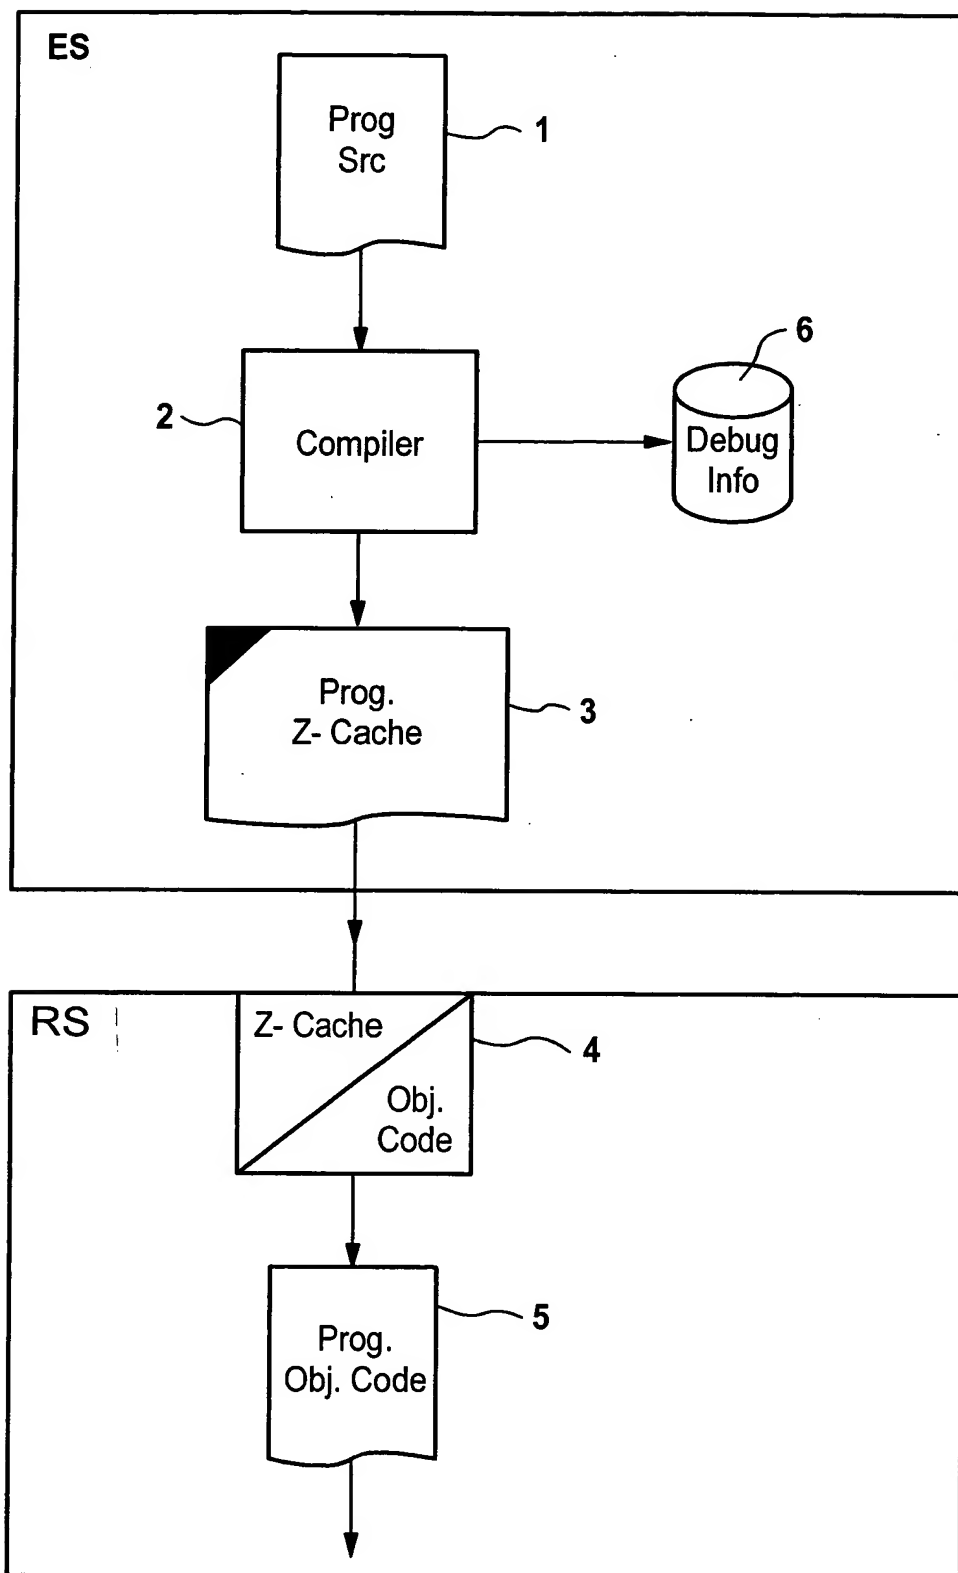 ES
Prog
Src
1
6
2
Compiler
Debug
Info
Prog.
Z- Cache
3
RS
Z- Cache
4
Obj.
Code
5
Prog.
Obj. Code